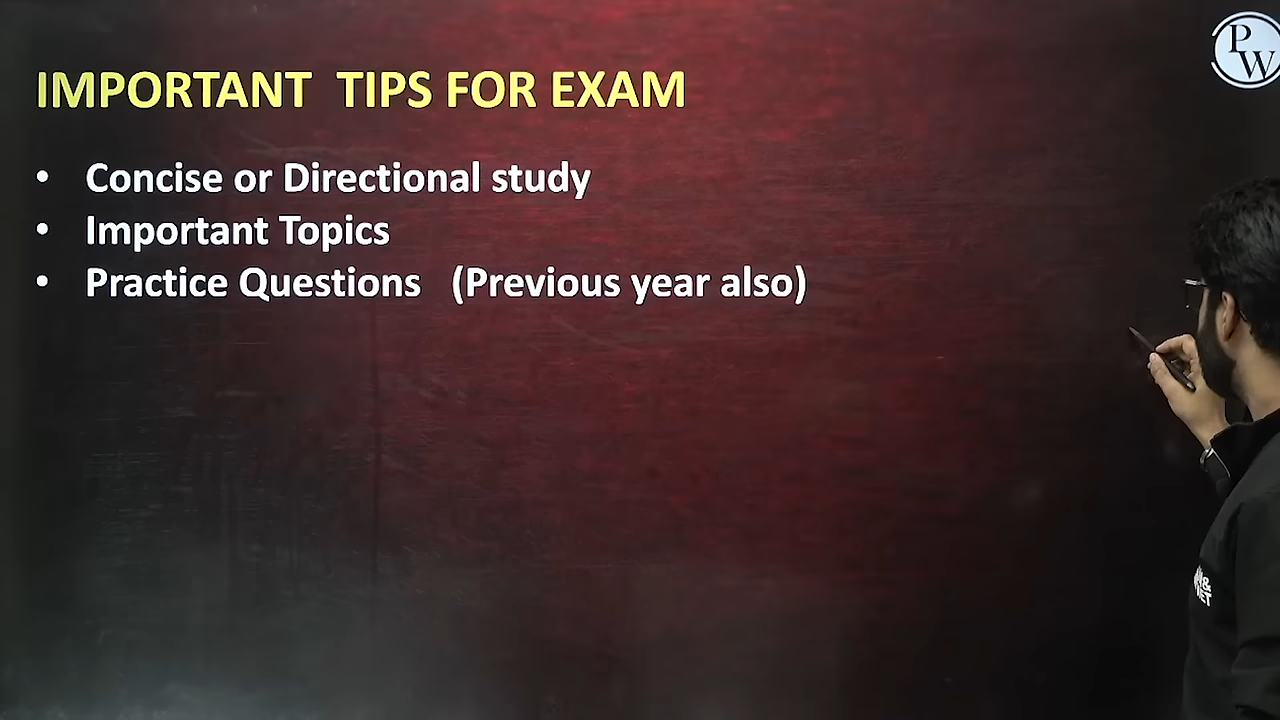 PW
IMPORTANT TIPS FOR EXAM
• Concise or Directional study
• Important Topics
• Practice Questions (Previous year also)